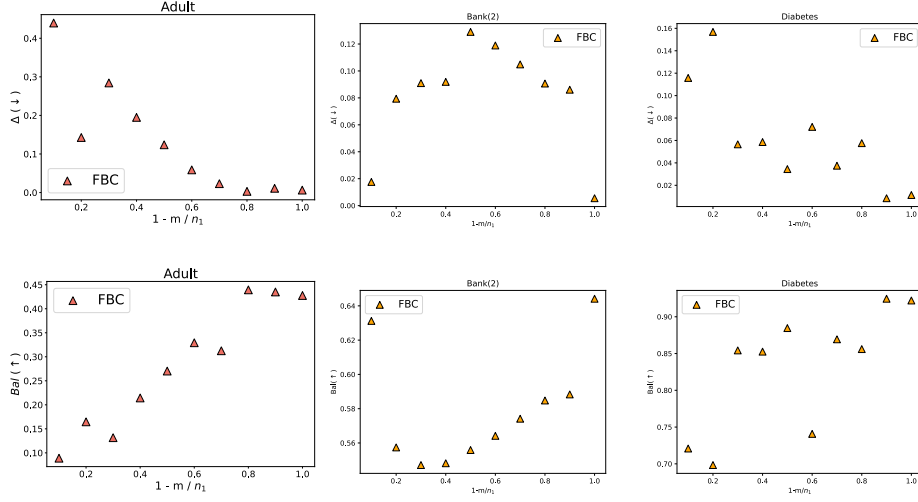 Adult
Δ (↓)
0,4
0,3
0,2
0,1
0,0
FBC
0.2 0.4 0.6 0.8 1.0
1 - m / n₁
Bank(2)
Δ(↓)
0.12
0.10
0.08
0.06
0.04
0.02
0.00
FBC
0.2 0.4 0.6 0.8 1.0
1-m/n₁
Diabetes
Δ(↓)
0.16
0.14
0.12
0.10
0.08
0.06
0.04
0.02
FBC
0.2 0.4 0.6 0.8 1.0
1-m/n₁
Adult
Bal (↑)
0,45
0,40
0,35
0,30
0,25
0,20
0,15
0,10
FBC
0.2 0.4 0.6 0.8 1.0
1 - m / n₁
Bank(2)
Bal(↑)
0.64
0.62
0.60
0.58
0.56
FBC
0.2 0.4 0.6 0.8 1.0
1-m/n₁
Diabetes
Bal(↑)
0.90
0.85
0.80
0.75
0.70
FBC
0.2 0.4 0.6 0.8 1.0
1-m/n₁